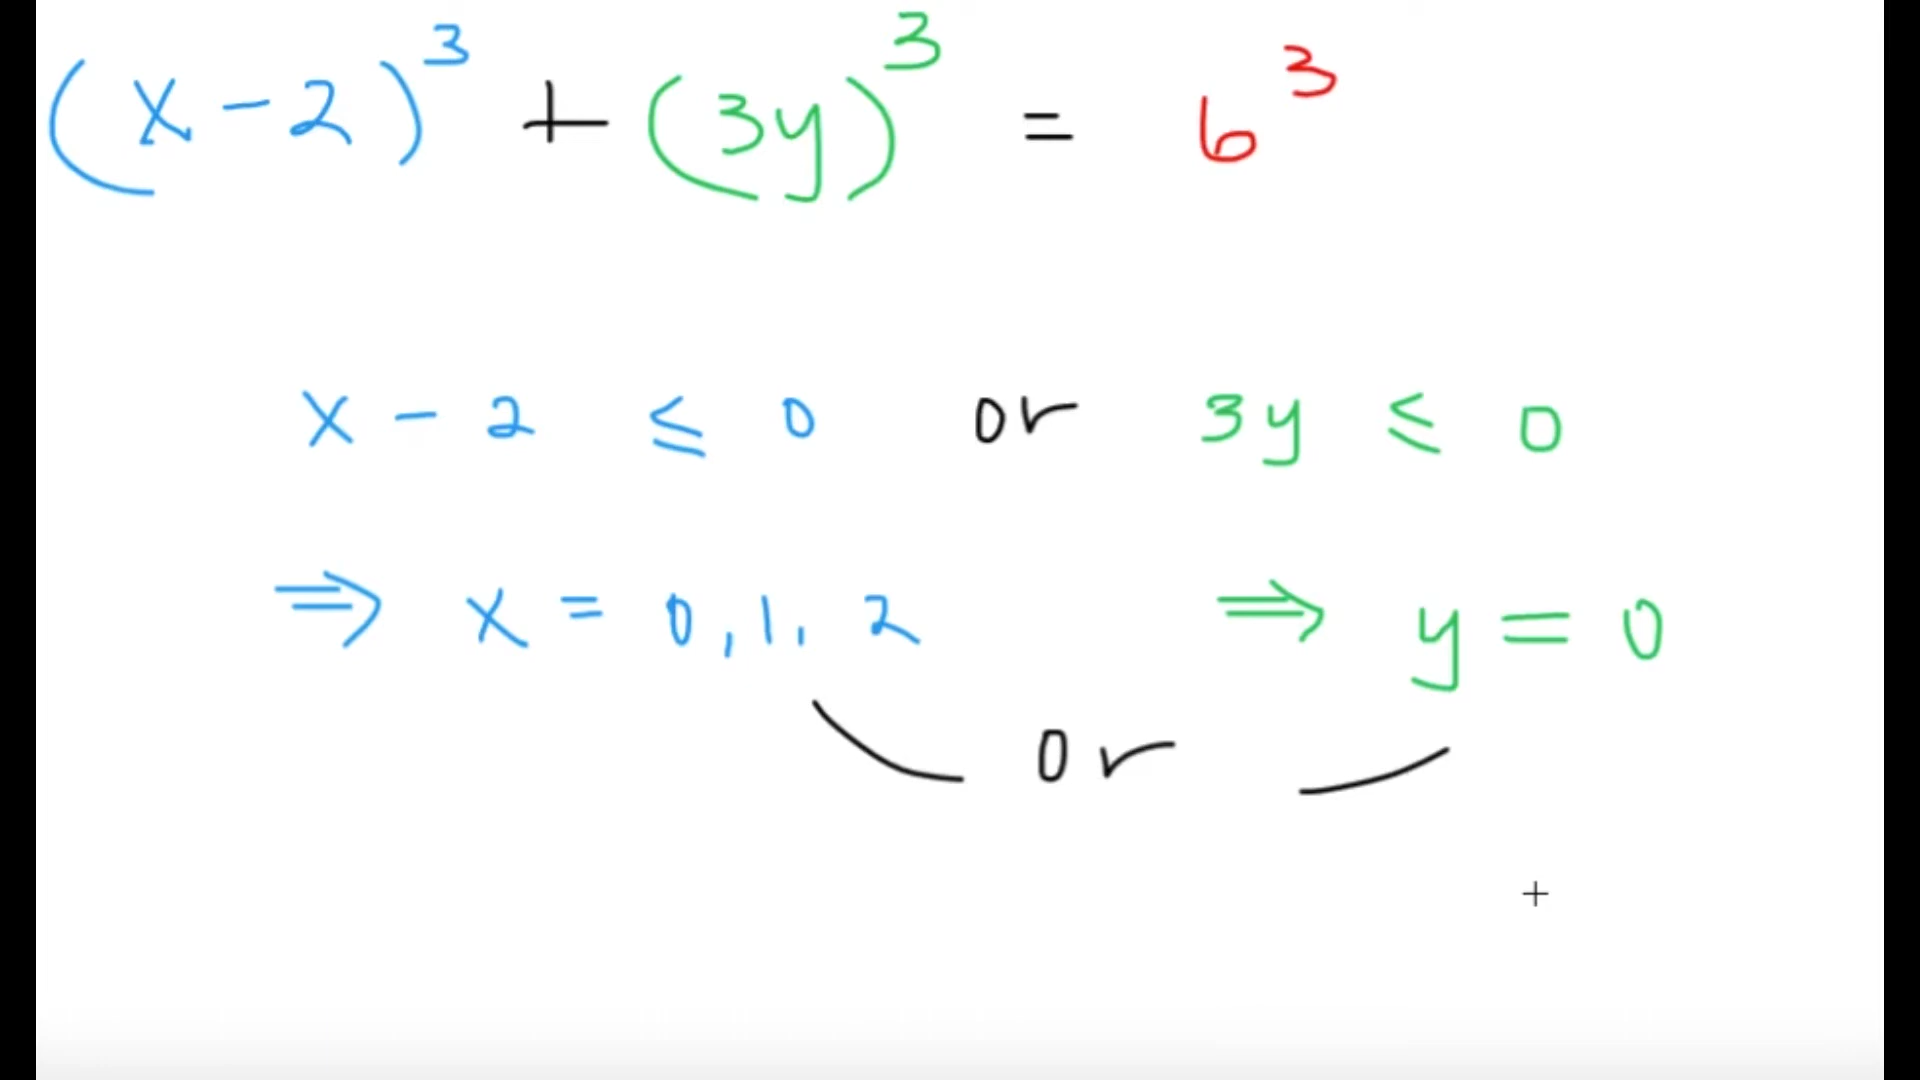 (x - 2)³ + (3y)³ = 6³
x - 2 ≤ 0 or 3y ≤ 0
⇒ x = 0, 1, 2 ⇒ y = 0
or